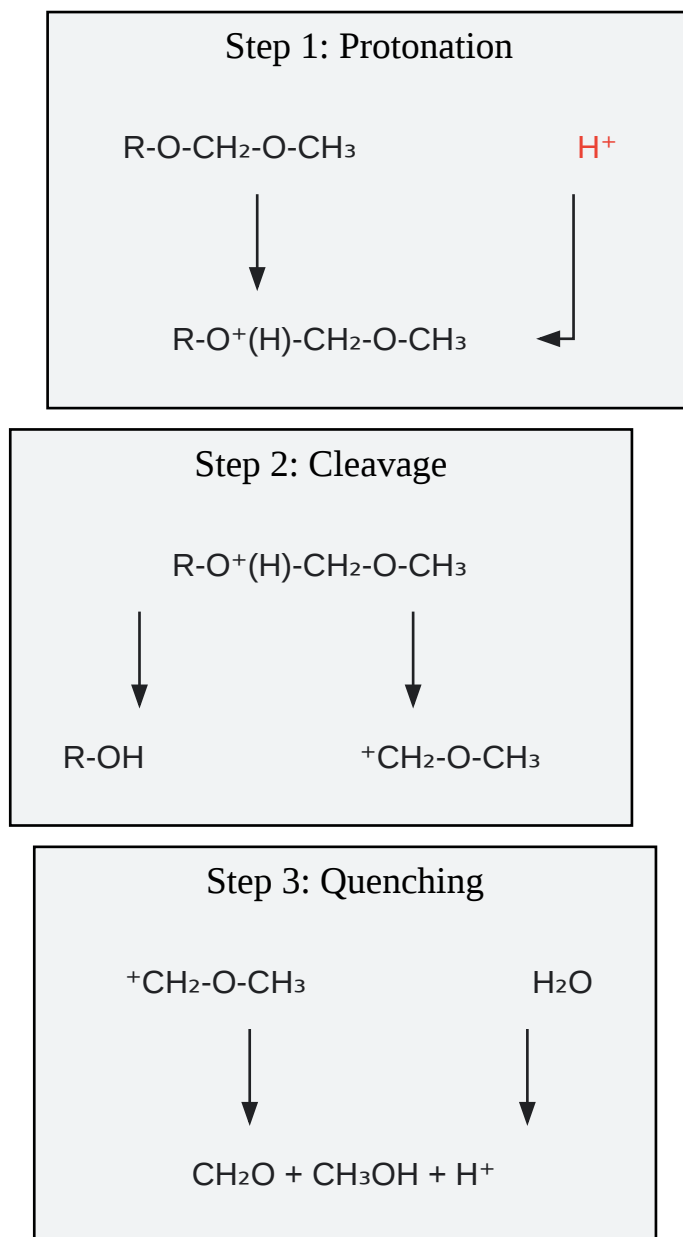 Step 1: Protonation
R-O-CH₂-O-CH₃ H⁺
R-O⁺(H)-CH₂-O-CH₃
Step 2: Cleavage
R-O⁺(H)-CH₂-O-CH₃
R-OH ⁺CH₂-O-CH₃
Step 3: Quenching
⁺CH₂-O-CH₃ H₂O
CH₂O + CH₃OH + H⁺